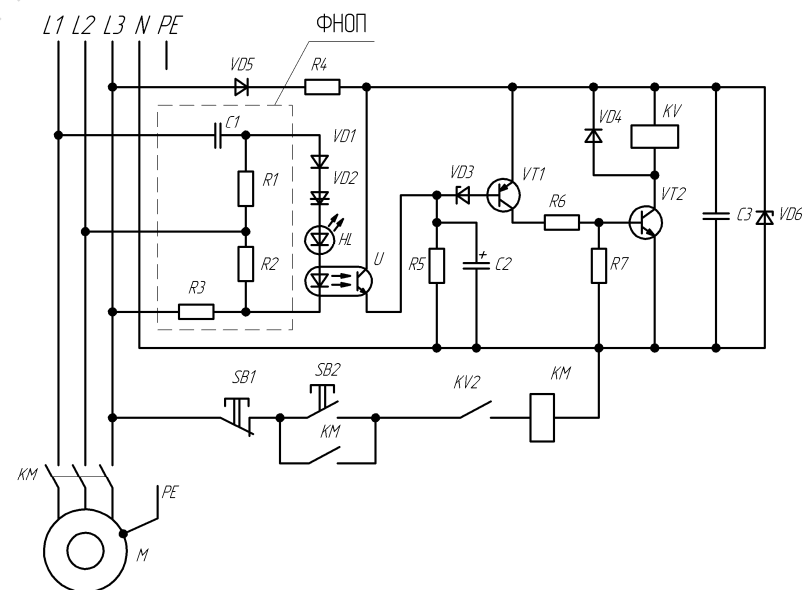 L1 L2 L3 N PE
ФНОП
VD5 R4
C1
VD1
VD4
KV
R1
VD2
VD3
VT1
VT2
R6
HL
C3
VD6
R2
U
R5
C2
R7
R3
SB1
SB2
KV2
KM
KM
KM
PE
M